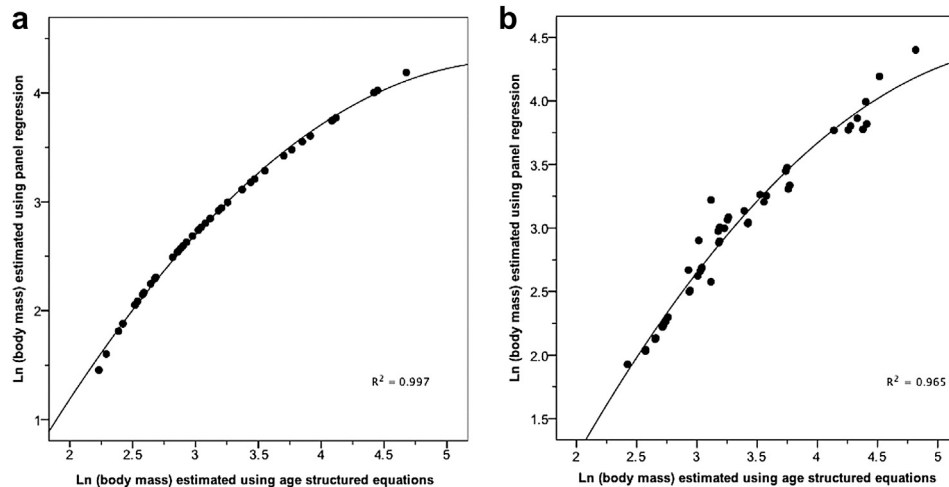 a
Ln (body mass) estimated using panel regression
4
3
2
1
R² = 0.997
2 2.5 3 3.5 4 4.5 5
Ln (body mass) estimated using age structured equations
b
Ln (body mass) estimated using panel regression
4.5
4.0
3.5
3.0
2.5
2.0
1.5
R² = 0.965
2 2.5 3 3.5 4 4.5 5
Ln (body mass) estimated using age structured equations